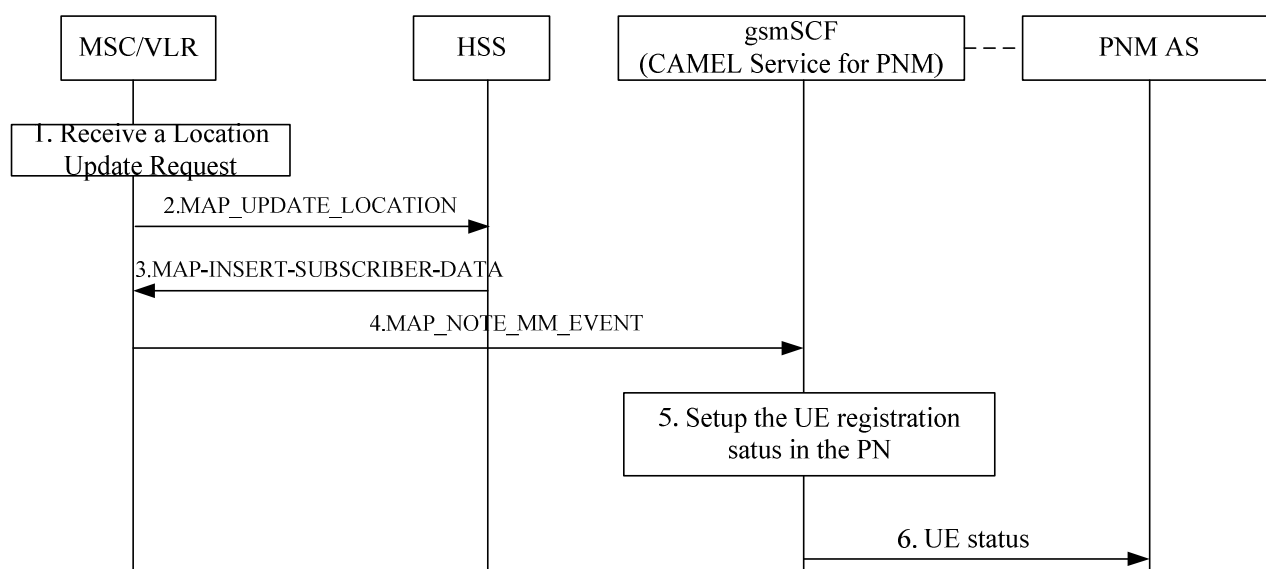 MSC/VLR
HSS
gsmSCF
(CAMEL Service for PNM)
PNM AS
1. Receive a Location
Update Request
2.MAP_UPDATE_LOCATION
3.MAP-INSERT-SUBSCRIBER-DATA
4.MAP_NOTE_MM_EVENT
5. Setup the UE registration
satus in the PN
6. UE status